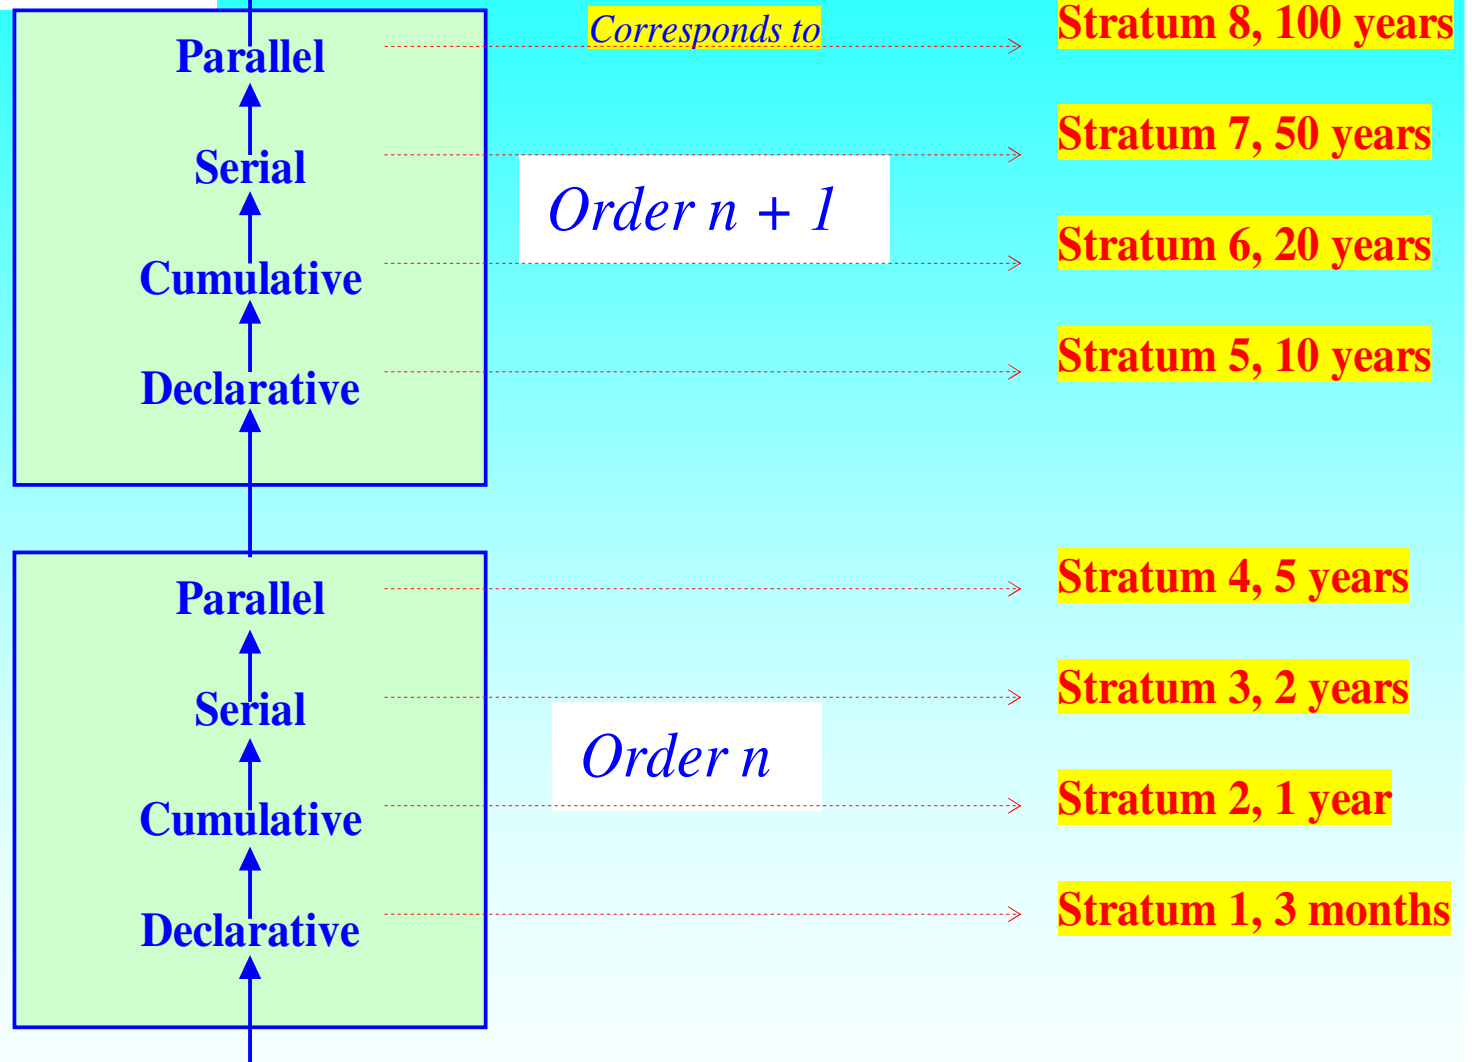 Corresponds to
Parallel
Stratum 8, 100 years
Serial
Stratum 7, 50 years
Order n + 1
Cumulative
Stratum 6, 20 years
Declarative
Stratum 5, 10 years
Parallel
Stratum 4, 5 years
Serial
Stratum 3, 2 years
Order n
Cumulative
Stratum 2, 1 year
Declarative
Stratum 1, 3 months